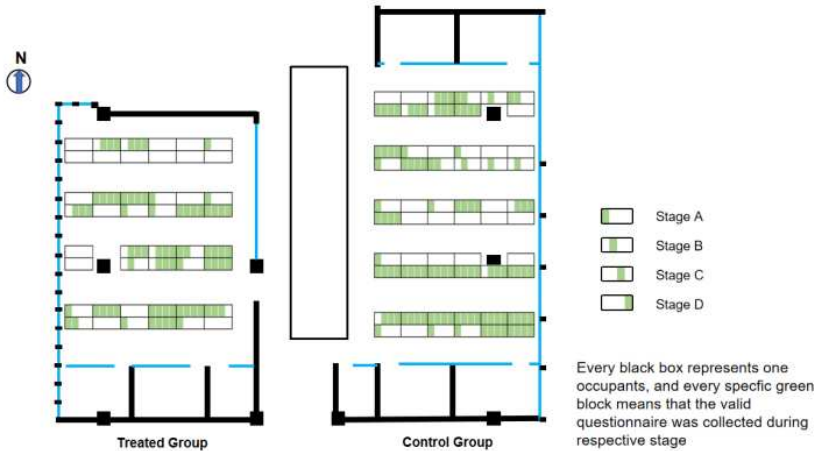 N
Stage A
Stage B
Stage C
Stage D
Every black box represents one
occupants, and every specfic green
block means that the valid
questionnaire was collected during
respective stage
Treated Group
Control Group